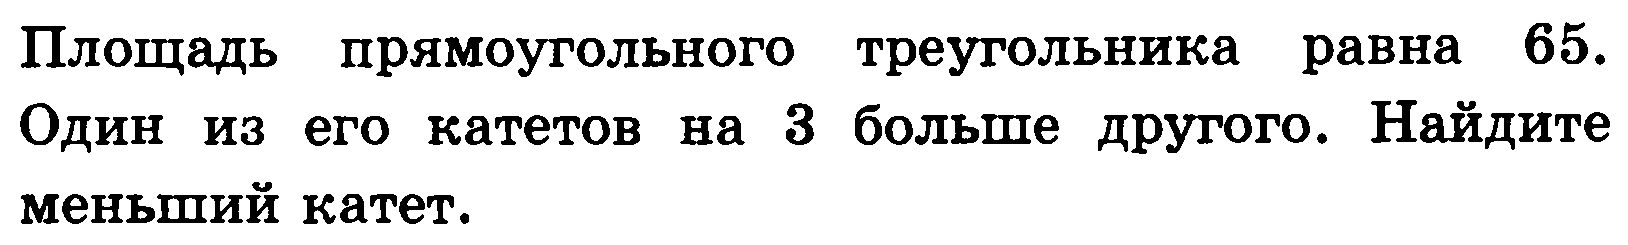 Площадь прямоугольного треугольника равна 65.
Один из его катетов на 3 больше другого. Найдите
меньший катет.